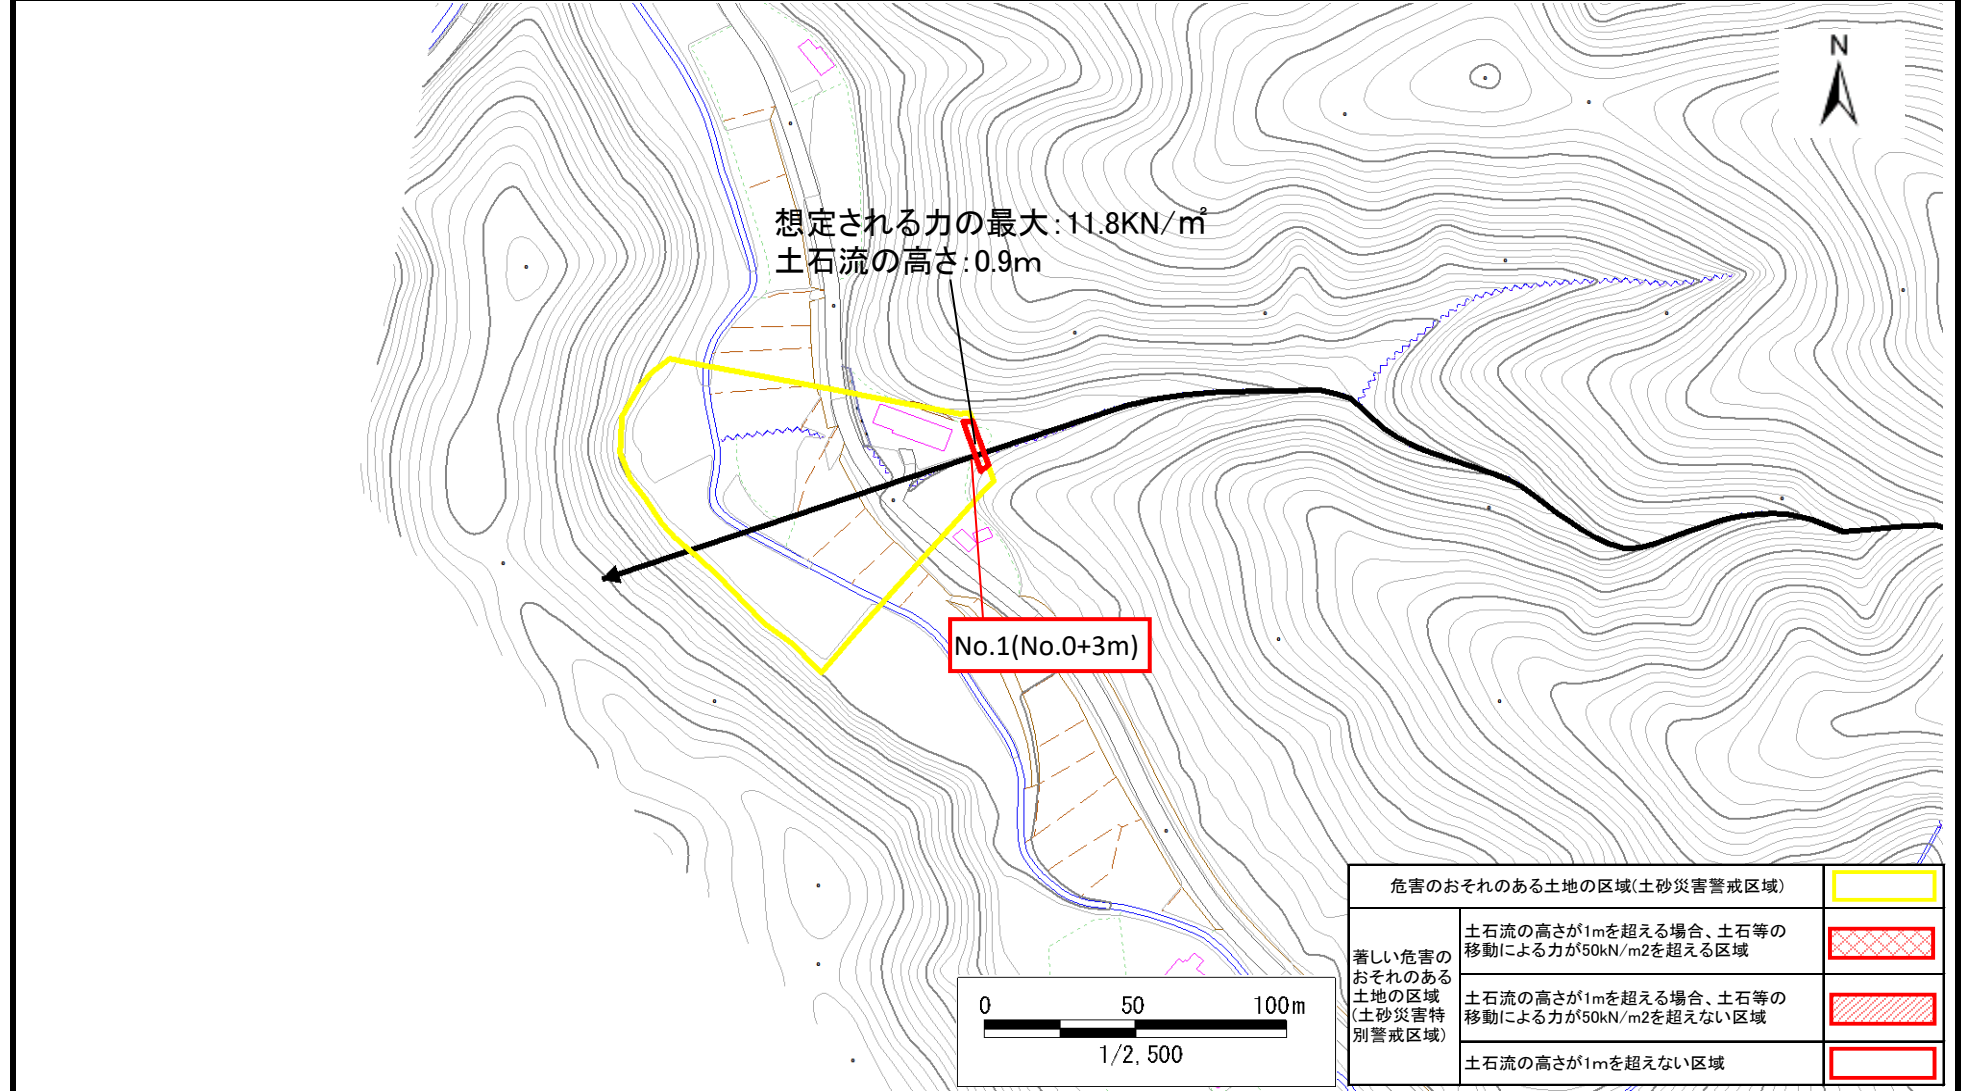 N
想定される力の最大：11.8KN/㎡
土石流の高さ：0.9m
No.1(No.0+3m)
危害のおそれのある土地の区域(土砂災害警戒区域)
著しい危害の
おそれのある
土地の区域
(土砂災害特
別警戒区域)
土石流の高さが1mを超える場合、土石等の
移動による力が50kN/m2を超える区域
土石流の高さが1mを超える場合、土石等の
移動による力が50kN/m2を超えない区域
土石流の高さが1mを超えない区域
0 50 100m
1/2,500